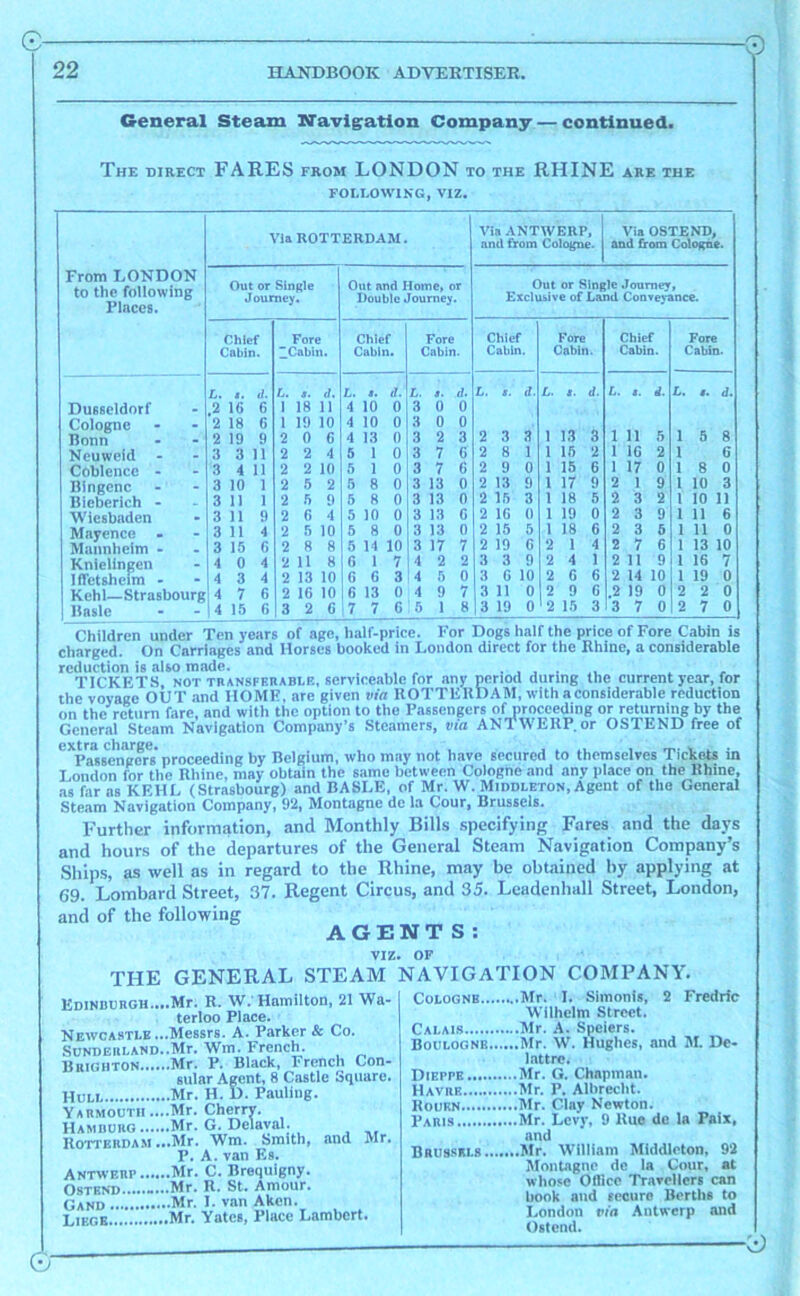 22 HANDBOOK ADVERTISER.
General Steam Navigation Company — continued.
THE DIRECT FARES FROM LONDON TO THE RHINE ARE THE
FOLLOWING, VIZ.
From LONDON to the following Places.
Via ROTTERDAM. Via ANTWERP, and from Cologne. Via OSTEND, and from Cologne.
Out or Single Journey. Out and Home, or Double Journey. Out or Single Journey, Exclusive of Land Conveyance.
Chief Cabin. Fore Cabin. Chief Cabin. Fore Cabin. Chief Cabin. Fore Cabin. Chief Cabin. Fore Cabin.
L. s. d. L. s. d. L. s. d. L. s. d. L. s. d. L. s. d. L. s. d. L. s. d.
Dusseldorf - 2 16 6 1 18 11 4 10 0 3 0 0
Cologne - - 2 18 6 1 19 10 4 10 0 3 0 0
Bonn - - 2 19 9 2 0 6 4 13 0 3 2 3 2 3 3 1 13 3 1 11 5 1 5 8
Neuweid - - 3 3 11 2 2 4 5 1 0 3 7 6 2 8 1 1 15 2 1 16 2 1 6
Coblence - - 3 4 11 2 2 10 5 1 0 3 7 6 2 9 0 1 15 6 1 17 0 1 8 0
Bingenc - - 3 10 1 2 5 2 5 8 0 3 13 0 2 13 9 1 17 9 2 1 9 1 10 3
Bieberich - - 3 11 1 2 5 9 5 8 0 3 13 0 2 15 3 1 18 5 2 3 2 1 10 11
Wiesbaden - 3 11 9 2 6 4 5 10 0 3 13 6 2 16 0 1 19 0 2 3 9 1 11 6
Mayence - - 3 11 4 2 5 10 5 8 0 3 13 0 2 15 5 1 18 6 2 3 5 1 11 0
Mannheim - - 3 15 6 2 8 8 5 14 10 3 17 7 2 19 6 2 1 4 2 7 6 1 13 10
Knielingen - 4 0 4 2 11 8 6 1 7 4 2 2 3 3 9 2 4 1 2 11 9 1 16 7
Iffetsheim - - 4 3 4 2 13 10 6 6 3 4 5 0 3 6 10 2 6 6 2 14 10 1 19 0
Kehl—Strasbourg 4 7 6 2 16 10 6 13 0 4 9 7 3 11 0 2 9 6 2 19 0 2 2 0
Basle - - 4 15 6 3 2 6 7 7 6 5 1 8 3 19 0 2 15 3 3 7 0 2 7 0
Children under Ten years of age, half-price. For Dogs half the price of Fore Cabin is
charged. On Carriages and Horses booked in London direct for the Rhine, a considerable
reduction is also made.
TICKETS, NOT TRANSFERABLE, serviceable for any period during the current year, for
the voyage OUT and HOME, are given via ROTTERDAM, with a considerable reduction
on the return fare, and with the option to the Passengers of proceeding or returning by the
General Steam Navigation Company's Steamers, via ANTWERP, or OSTEND free of
extra charge.
Passengers proceeding by Belgium, who may not have secured to themselves Tickets in
London for the Rhine, may obtain the same between Cologne and any place on the Rhine,
as far as KEHL (Strasbourg) and BASLE, of Mr. W. MIDDLETON, Agent of the General
Steam Navigation Company, 92, Montagne de la Cour, Brussels.
Further information, and Monthly Bills specifying Fares and the days
and hours of the departures of the General Steam Navigation Company's
Ships, as well as in regard to the Rhine, may be obtained by applying at
69. Lombard Street, 37. Regent Circus, and 35. Leadenhall Street, London,
and of the following
AGENTS:
VIZ. OF
THE GENERAL STEAM NAVIGATION COMPANY.
EDINBURGH....Mr. R. W. Hamilton, 21 Wa-
terloo Place.
NEWCASTLE...Messrs. A. Parker & Co.
SUNDERLAND..Mr. Wm. French.
BRIGHTON......Mr. P. Black, French Con-
sular Agent, 8 Castle Square.
HULL............Mr. H. D. Pauling.
YARMOUTH....Mr. Cherry.
HAMBURG......Mr. G. Delaval.
ROTTERDAM...Mr. Wm. Smith, and Mr.
P. A. van Es.
ANTWERP......Mr. C. Brequigny.
OSTEND..........Mr. R. St. Amour.
GAND............Mr. I. van Aken.
LIEGE............Mr. Yates, Place Lambert.
COLOGNE........Mr. I. Simonis, 2 Fredric
Wilhelm Street.
CALAIS...........Mr. A. Speiers.
BOULOGNE......Mr. W. Hughes, and M. De-
lattre.
DIEPPE..........Mr. G. Chapman.
HAVRE...........Mr. P. Albrecht.
ROUEN...........Mr. Clay Newton.
PARIS............Mr. Levy, 9 Rue de la Paix,
and
BRUSSELS.......Mr. William Middleton, 92
Montagne de la Cour, at
whose Office Travellers can
book and secure Berths to
London via Antwerp and
Ostend.